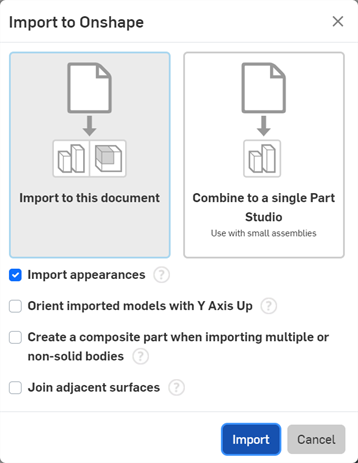 Import to Onshape
Import to this document
Combine to a single Part
Studio
Use with small assemblies
Import appearances
Orient imported models with Y Axis Up
Create a composite part when importing multiple or
non-solid bodies
Join adjacent surfaces
Import
Cancel